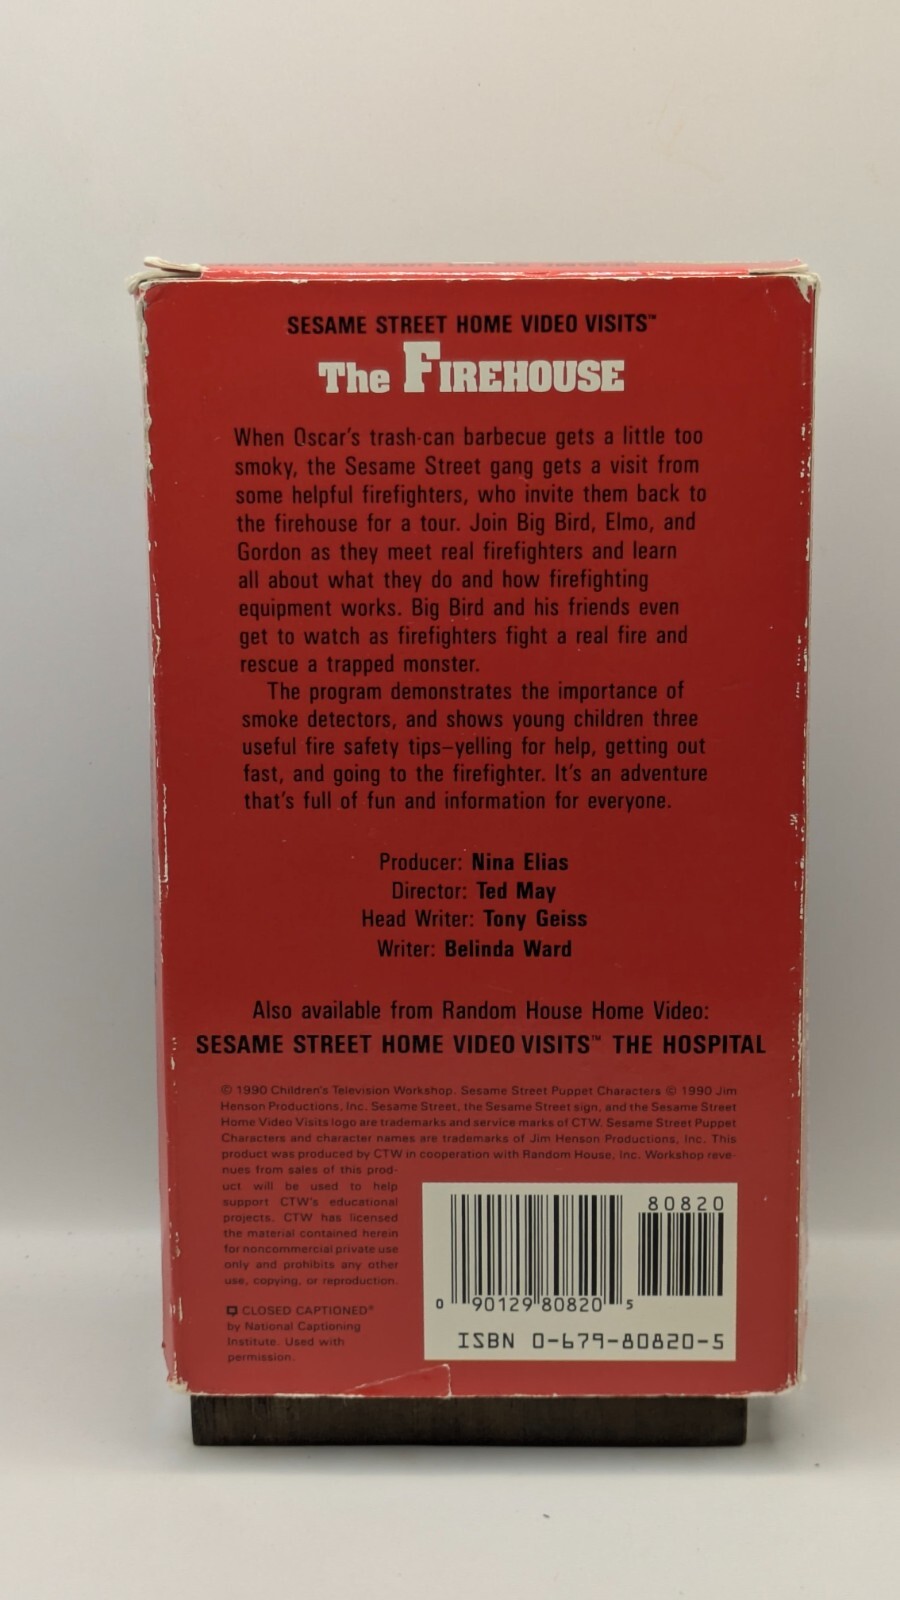 SESAME STREET HOME VIDEO VISITS™
The FIREHOUSE
When Oscar's trash-can barbecue gets a little too
smoky, the Sesame Street gang gets a visit from
some helpful firefighters, who invite them back to
the firehouse for a tour. Join Big Bird, Elmo, and
Gordon as they meet real firefighters and learn
all about what they do and how firefighting
equipment works. Big Bird and his friends even
get to watch as firefighters fight a real fire and
rescue a trapped monster.
The program demonstrates the importance of
smoke detectors, and shows young children three
useful fire safety tips–yelling for help, getting out
fast, and going to the firefighter. It's an adventure
that's full of fun and information for everyone.
Producer: Nina Elias
Director: Ted May
Head Writer: Tony Geiss
Writer: Belinda Ward
Also available from Random House Home Video:
SESAME STREET HOME VIDEO VISITS™ THE HOSPITAL
© 1990 Children's Television Workshop. Sesame Street Puppet Characters © 1990 Jim
Henson Productions, Inc. Sesame Street, the Sesame Street sign, and the Sesame Street
Home Video Visits logo are trademarks and service marks of CTW. Sesame Street Puppet
Characters and character names are trademarks of Jim Henson Productions, Inc. This
product was produced by CTW in cooperation with Random House, Inc. Workshop reve-
nues from sales of this prod-
uct will be used to help
support CTW's educational
projects. CTW has licensed
the material contained herein
for noncommercial private use
only and prohibits any other
use, copying, or reproduction.
CLOSED CAPTIONED®
by National Captioning
Institute. Used with
permission.
80820
0 90129 80820 5
ISBN 0-679-80820-5